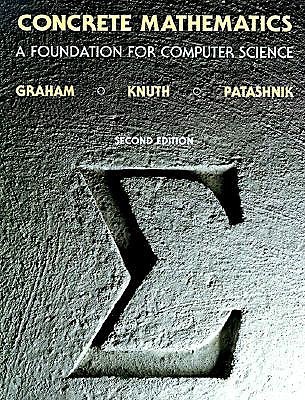 CONCRETE MATHEMATICS
A FOUNDATION FOR COMPUTER SCIENCE
GRAHAM ○ KNUTH ○ PATASHNIK
SECOND EDITION
Σ